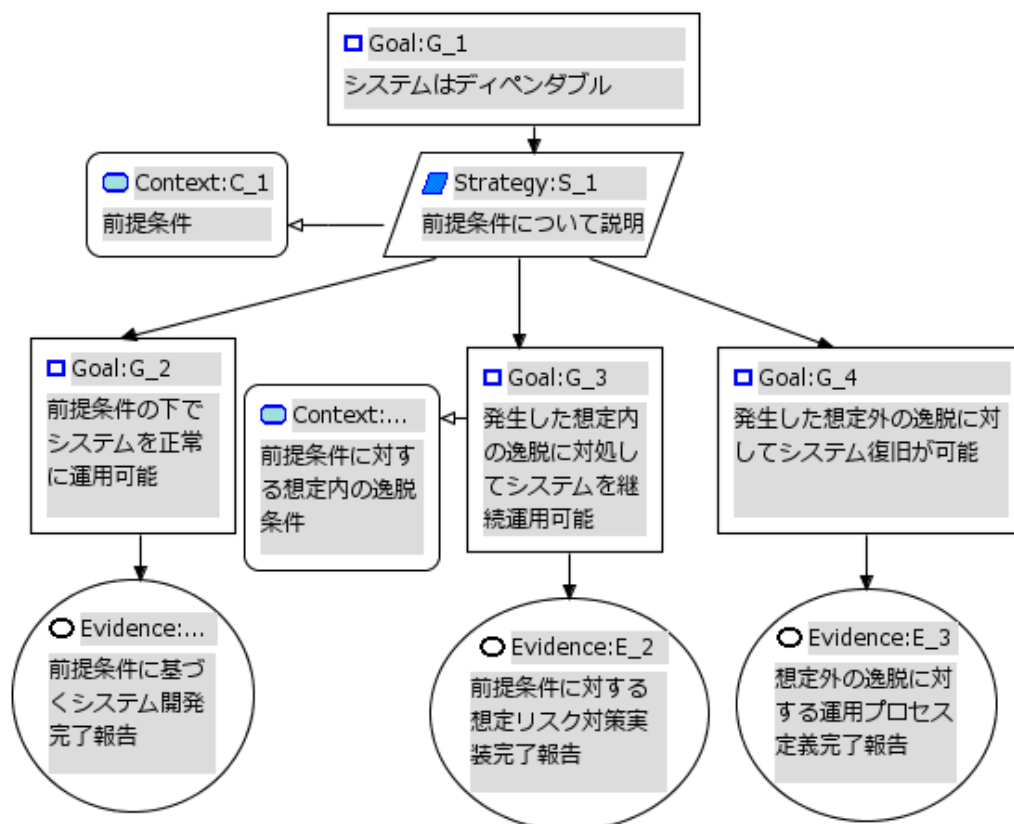 Goal:G_1
システムはディペンダブル
Context:C_1
前提条件
Strategy:S_1
前提条件について説明
Goal:G_2
前提条件の下で
システムを正常
に運用可能
Context:...
前提条件に対す
る想定内の逸脱
条件
Goal:G_3
発生した想定内
の逸脱に対処し
てシステムを継
続運用可能
Goal:G_4
発生した想定外の逸脱に対
してシステム復旧が可能
Evidence:...
前提条件に基づ
くシステム開発
完了報告
Evidence:E_2
前提条件に対する
想定リスク対策実
装完了報告
Evidence:E_3
想定外の逸脱に対
する運用プロセス
定義完了報告